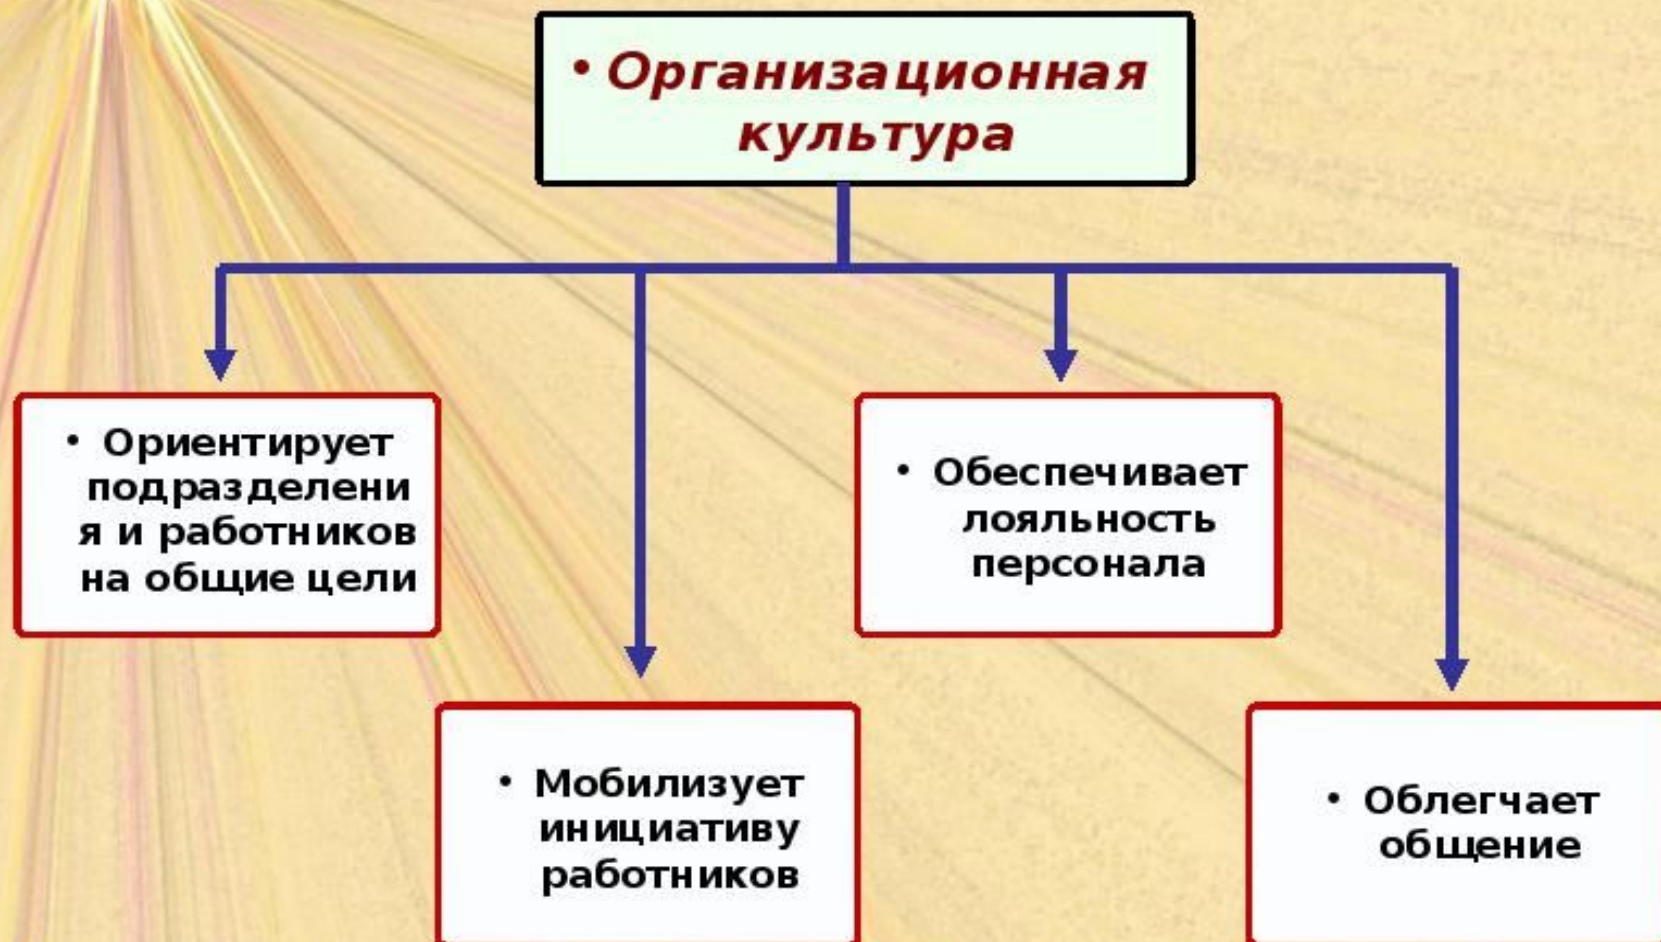 • Организационная
культура
• Ориентирует
подразделени
я и работников
на общие цели
• Обеспечивает
лояльность
персонала
• Мобилизует
инициативу
работников
• Облегчает
общение